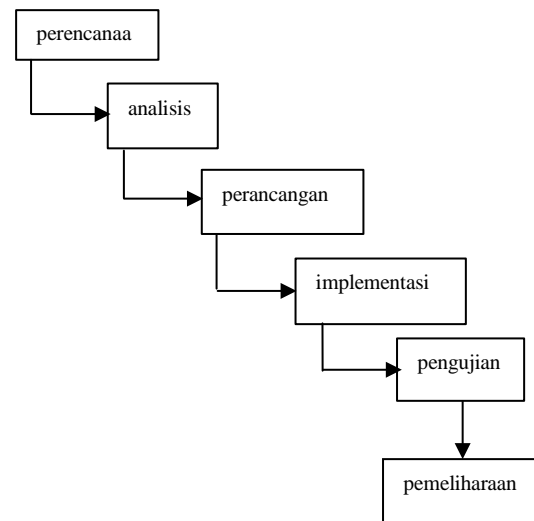 perencanaa
analisis
perancangan
implementasi
pengujian
pemeliharaan